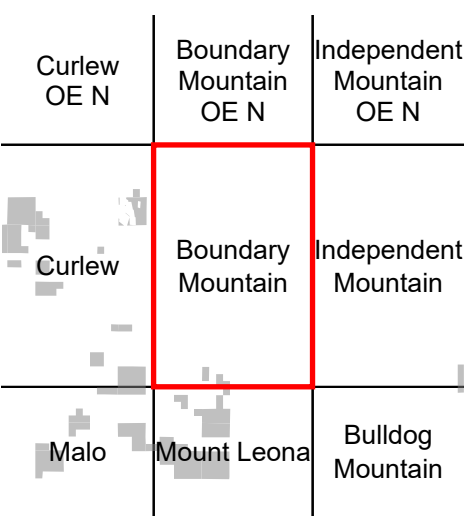 Curlew
OE N
Boundary
Mountain
OE N
Independent
Mountain
OE N
Curlew
Boundary
Mountain
Independent
Mountain
Malo
Mount Leona
Bulldog
Mountain